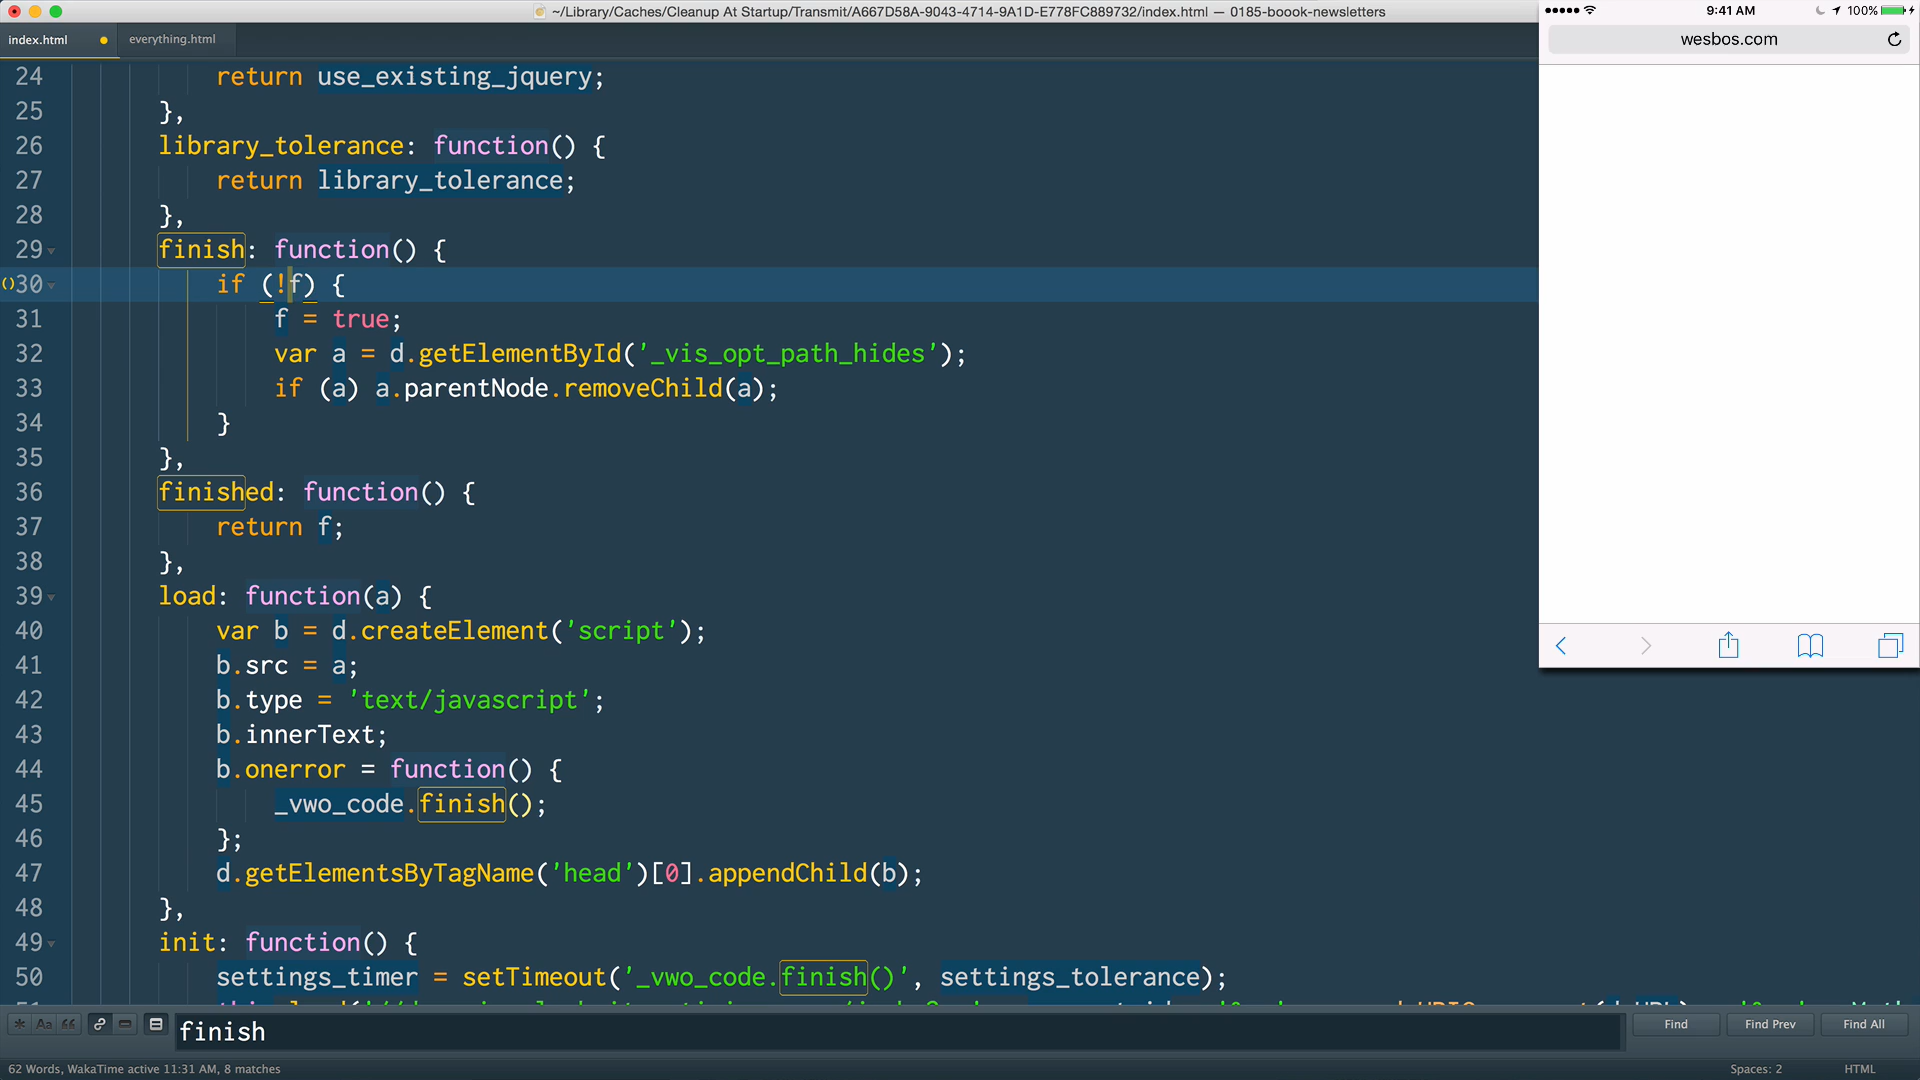 ~/Library/Caches/Cleanup At Startup/Transmit/A667D58A-9043-4714-9A1D-E778FC889732/index.html — 0185-boook-newsletters
index.html
everything.html
24 return use_existing_jquery;
25 },
26 library_tolerance: function() {
27 return library_tolerance;
28 },
29 finish: function() {
30 if (!f) {
31 f = true;
32 var a = d.getElementById('_vis_opt_path_hides');
33 if (a) a.parentNode.removeChild(a);
34 }
35 },
36 finished: function() {
37 return f;
38 },
39 load: function(a) {
40 var b = d.createElement('script');
41 b.src = a;
42 b.type = 'text/javascript';
43 b.innerText;
44 b.onerror = function() {
45 _vwo_code.finish();
46 };
47 d.getElementsByTagName('head')[0].appendChild(b);
48 },
49 init: function() {
50 settings_timer = setTimeout('_vwo_code.finish()', settings_tolerance);
finish
Find
Find Prev
Find All
62 Words, WakaTime active 11:31 AM, 8 matches
Spaces: 2
HTML
9:41 AM
100%
wesbos.com